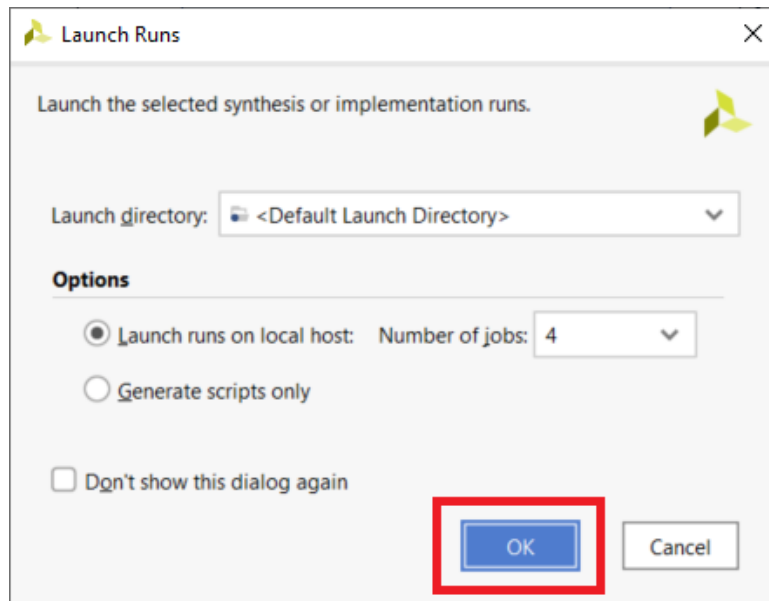 Launch Runs
Launch the selected synthesis or implementation runs.
Launch directory: <Default Launch Directory>
Options
Launch runs on local host: Number of jobs: 4
Generate scripts only
Don't show this dialog again
OK Cancel